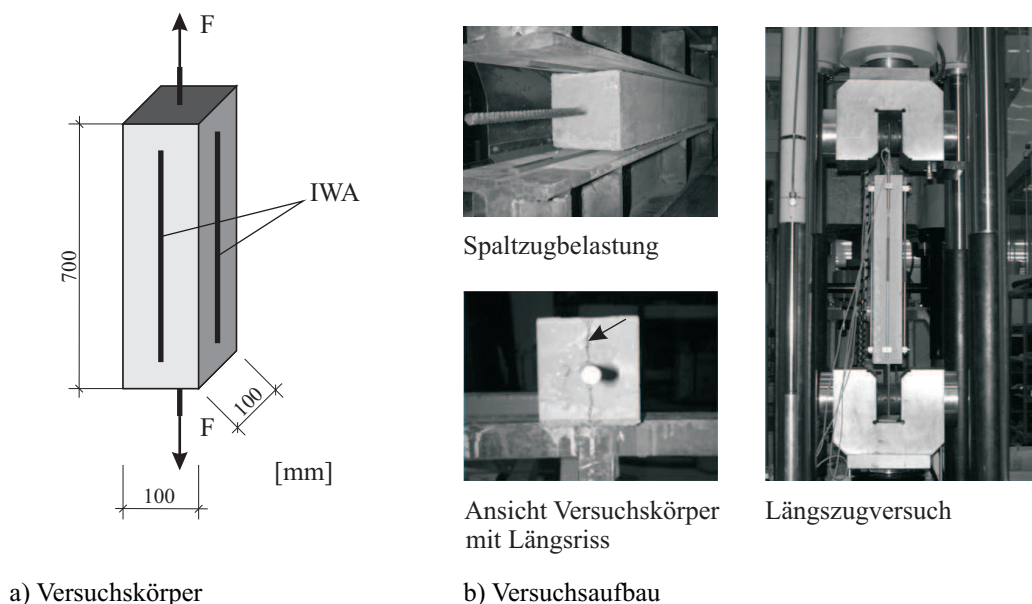 F
IWA
700
100
F
[mm]
100
a) Versuchskörper
Spaltzugbelastung
Ansicht Versuchskörper
mit Längsriss
Längszugversuch
b) Versuchsaufbau